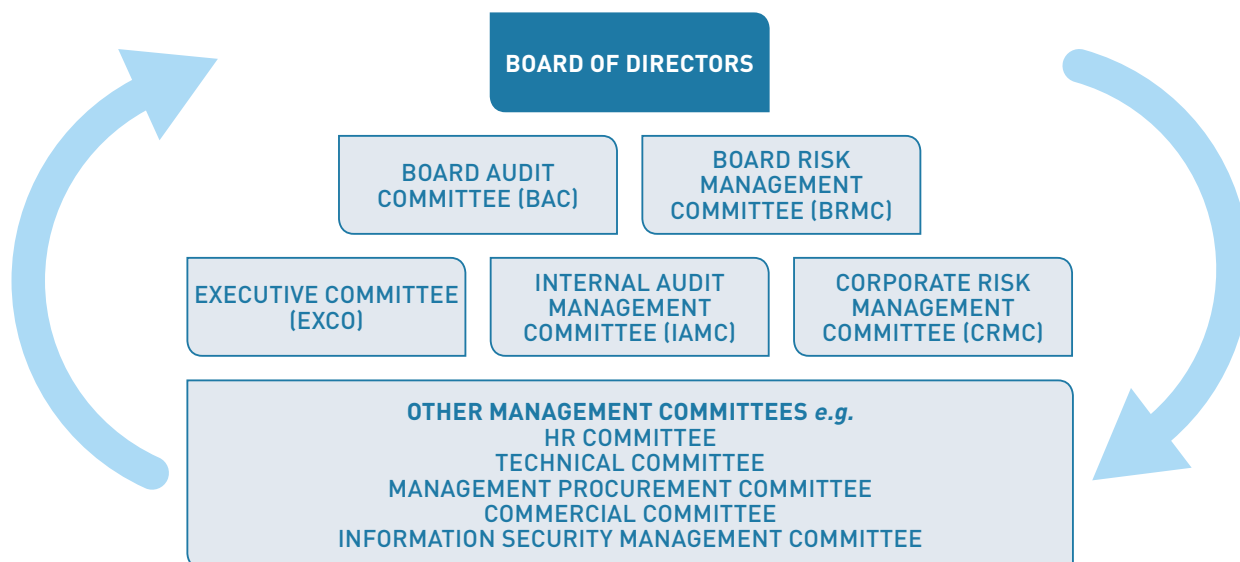 BOARD OF DIRECTORS
BOARD AUDIT
COMMITTEE (BAC)
BOARD RISK
MANAGEMENT
COMMITTEE (BRMC)
EXECUTIVE COMMITTEE
(EXCO)
INTERNAL AUDIT
MANAGEMENT
COMMITTEE (IAMC)
CORPORATE RISK
MANAGEMENT
COMMITTEE (CRMC)
OTHER MANAGEMENT COMMITTEES e.g.
HR COMMITTEE
TECHNICAL COMMITTEE
MANAGEMENT PROCUREMENT COMMITTEE
COMMERCIAL COMMITTEE
INFORMATION SECURITY MANAGEMENT COMMITTEE